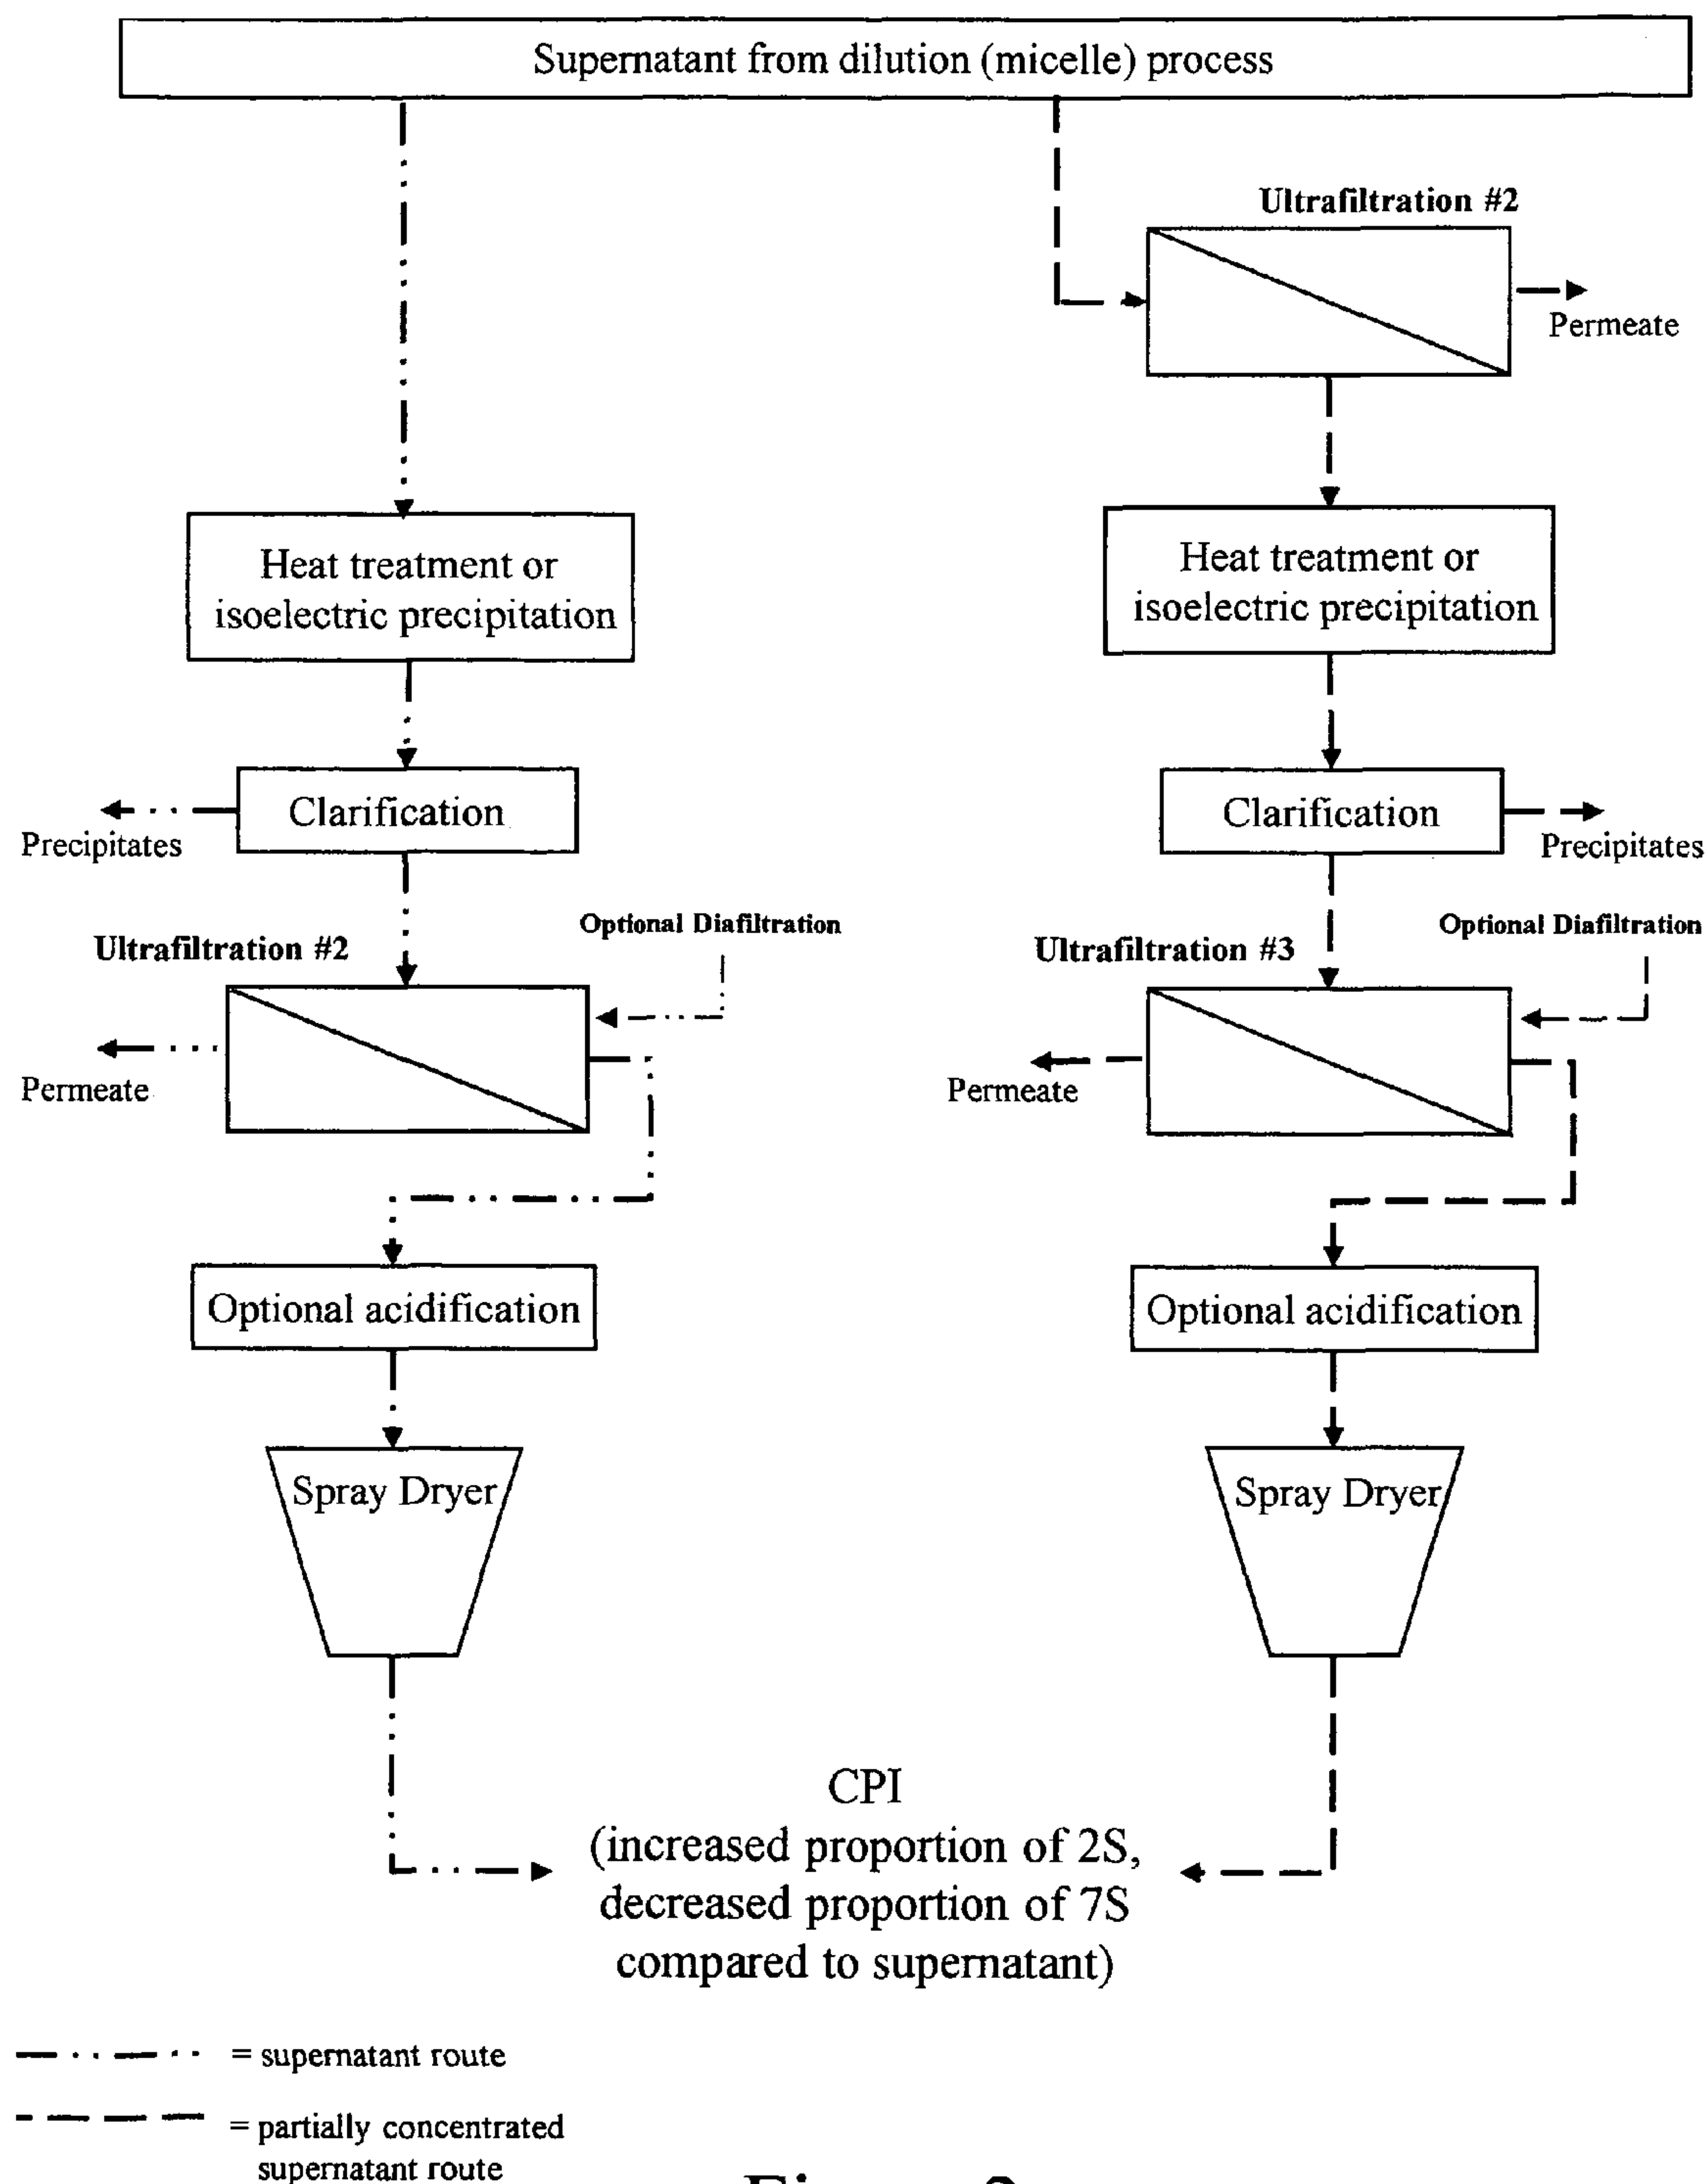 Supernatant from dilution (micelle) process
Ultrafiltration #2
Permeate
Heat treatment or
isoelectric precipitation
Heat treatment or
isoelectric precipitation
Clarification
Precipitates
Clarification
Precipitates
Optional Diafiltration
Ultrafiltration #2
Permeate
Optional Diafiltration
Ultrafiltration #3
Permeate
Optional acidification
Optional acidification
Spray Dryer
Spray Dryer
CPI
(increased proportion of 2S,
decreased proportion of 7S
compared to supernatant)
= supernatant route
= partially concentrated
supernatant route